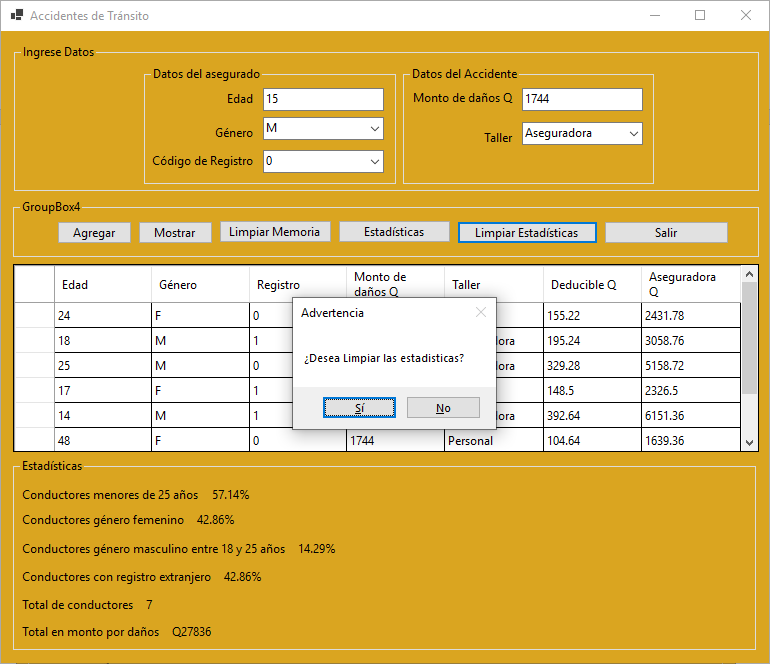 Accidentes de Tránsito
Ingrese Datos
Datos del asegurado
Edad 15
Género M
Código de Registro 0
Datos del Accidente
Monto de daños Q 1744
Taller Aseguradora
GroupBox4
Agregar Mostrar Limpiar Memoria Estadísticas Limpiar Estadísticas Salir
Edad Género Registro Monto de daños Q Taller Deducible Q Aseguradora Q
24 F 0 155.22 2431.78
18 M 1 ora 195.24 3058.76
25 M 0 329.28 5158.72
17 F 1 148.5 2326.5
14 M 1 ora 392.64 6151.36
48 F 0 1744 Personal 104.64 1639.36
Advertencia
¿Desea Limpiar las estadisticas?
Sí No
Estadísticas
Conductores menores de 25 años 57.14%
Conductores género femenino 42.86%
Conductores género masculino entre 18 y 25 años 14.29%
Conductores con registro extranjero 42.86%
Total de conductores 7
Total en monto por daños Q27836